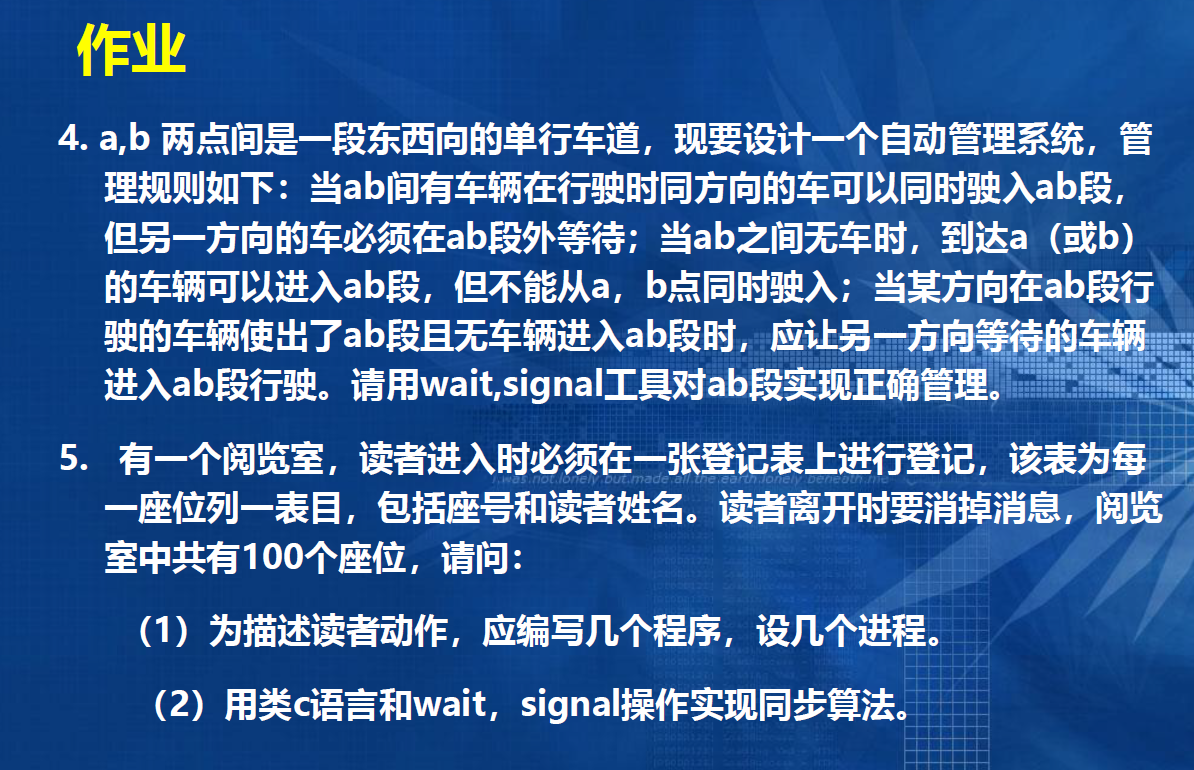 作业
4. a,b 两点间是一段东西向的单行车道，现要设计一个自动管理系统，管
理规则如下：当ab间有车辆在行驶时同方向的车可以同时驶入ab段，
但另一方向的车必须在ab段外等待；当ab之间无车时，到达a（或b）
的车辆可以进入ab段，但不能从a，b点同时驶入；当某方向在ab段行
驶的车辆使出了ab段且无车辆进入ab段时，应让另一方向等待的车辆
进入ab段行驶。请用wait,signal工具对ab段实现正确管理。
5. 有一个阅览室，读者进入时必须在一张登记表上进行登记，该表为每
i.was.not.lonely.but.made.all.the.earth.lonely beneath.me
一座位列一表目，包括座号和读者姓名。读者离开时要消掉消息，阅览
室中共有100个座位，请问：
（1）为描述读者动作，应编写几个程序，设几个进程。
（2）用类c语言和wait，signal操作实现同步算法。